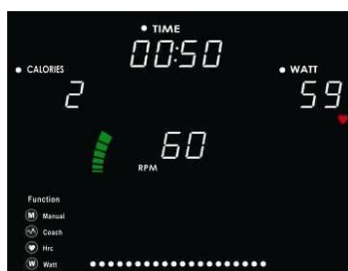 TIME
00:50
CALORIES
WATT
2
59
60
RPM
Function
M Manual
Coach
Hrc
W Watt